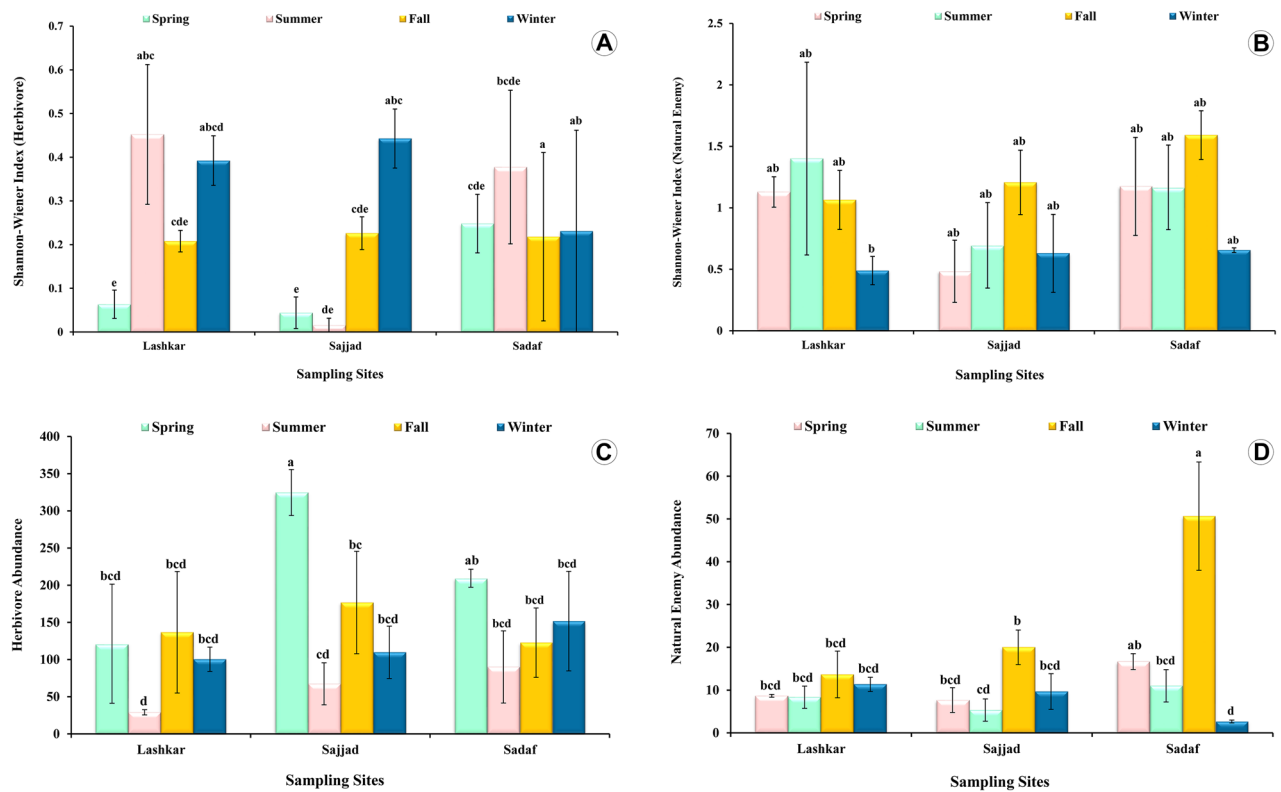 Spring Summer Fall Winter
A
Shannon-Wiener Index (Herbivore)
0.7
0.6
0.5
0.4
0.3
0.2
0.1
0
e abc cde abcd
e de cde abc
cde bcde a ab
Lashkar Sajjad Sadaf
Sampling Sites
Spring Summer Fall Winter
B
Shannon-Wiener Index (Natural Enemy)
2.5
2
1.5
1
0.5
0
ab ab ab b
ab ab ab ab
ab ab ab ab
Lashkar Sajjad Sadaf
Sampling Sites
Spring Summer Fall Winter
C
Herbivore Abundance
400
350
300
250
200
150
100
50
0
bcd d bcd bcd
a cd bc bcd
ab bcd bcd bcd
Lashkar Sajjad Sadaf
Sampling Sites
Spring Summer Fall Winter
D
Natural Enemy Abundance
70
60
50
40
30
20
10
0
bcd bcd bcd bcd
bcd cd b bcd
ab bcd a d
Lashkar Sajjad Sadaf
Sampling Sites